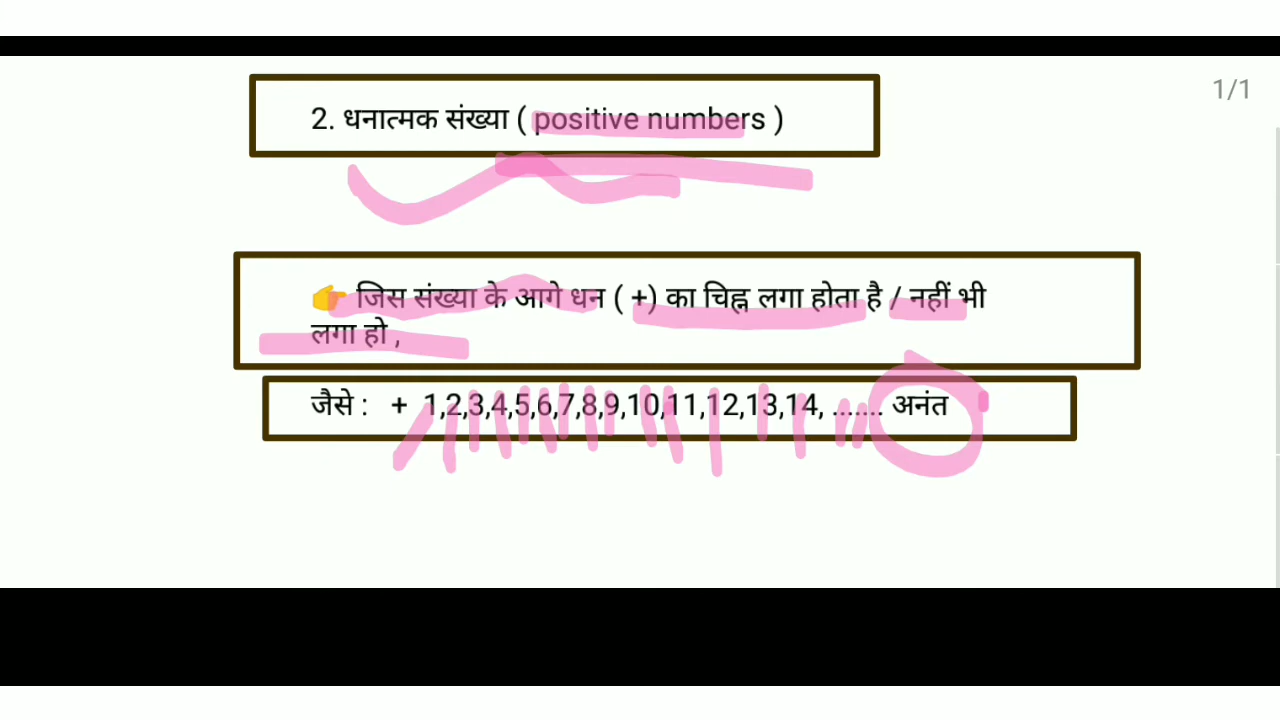 1/1
2. धनात्मक संख्या ( positive numbers )
👉 जिस संख्या के आगे धन ( +) का चिह्न लगा होता है / नहीं भी
लगा हो ,
जैसे : + 1,2,3,4,5,6,7,8,9,10,11,12,13,14, ....... अनंत